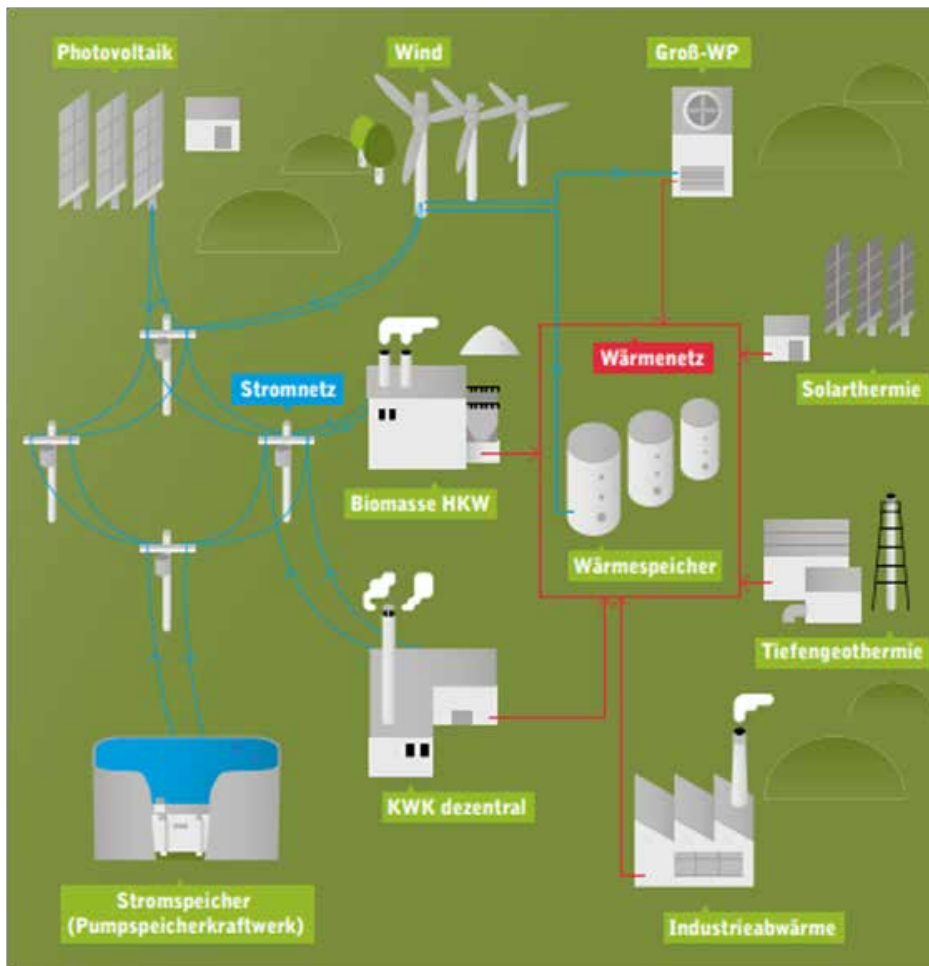 Photovoltaik
Wind
Groß-WP
Stromnetz
Wärmenetz
Solarthermie
Biomasse HKW
Wärmespeicher
Tiefengeothermie
KWK dezentral
Stromspeicher
(Pumpspeicherkraftwerk)
Industrieabwärme